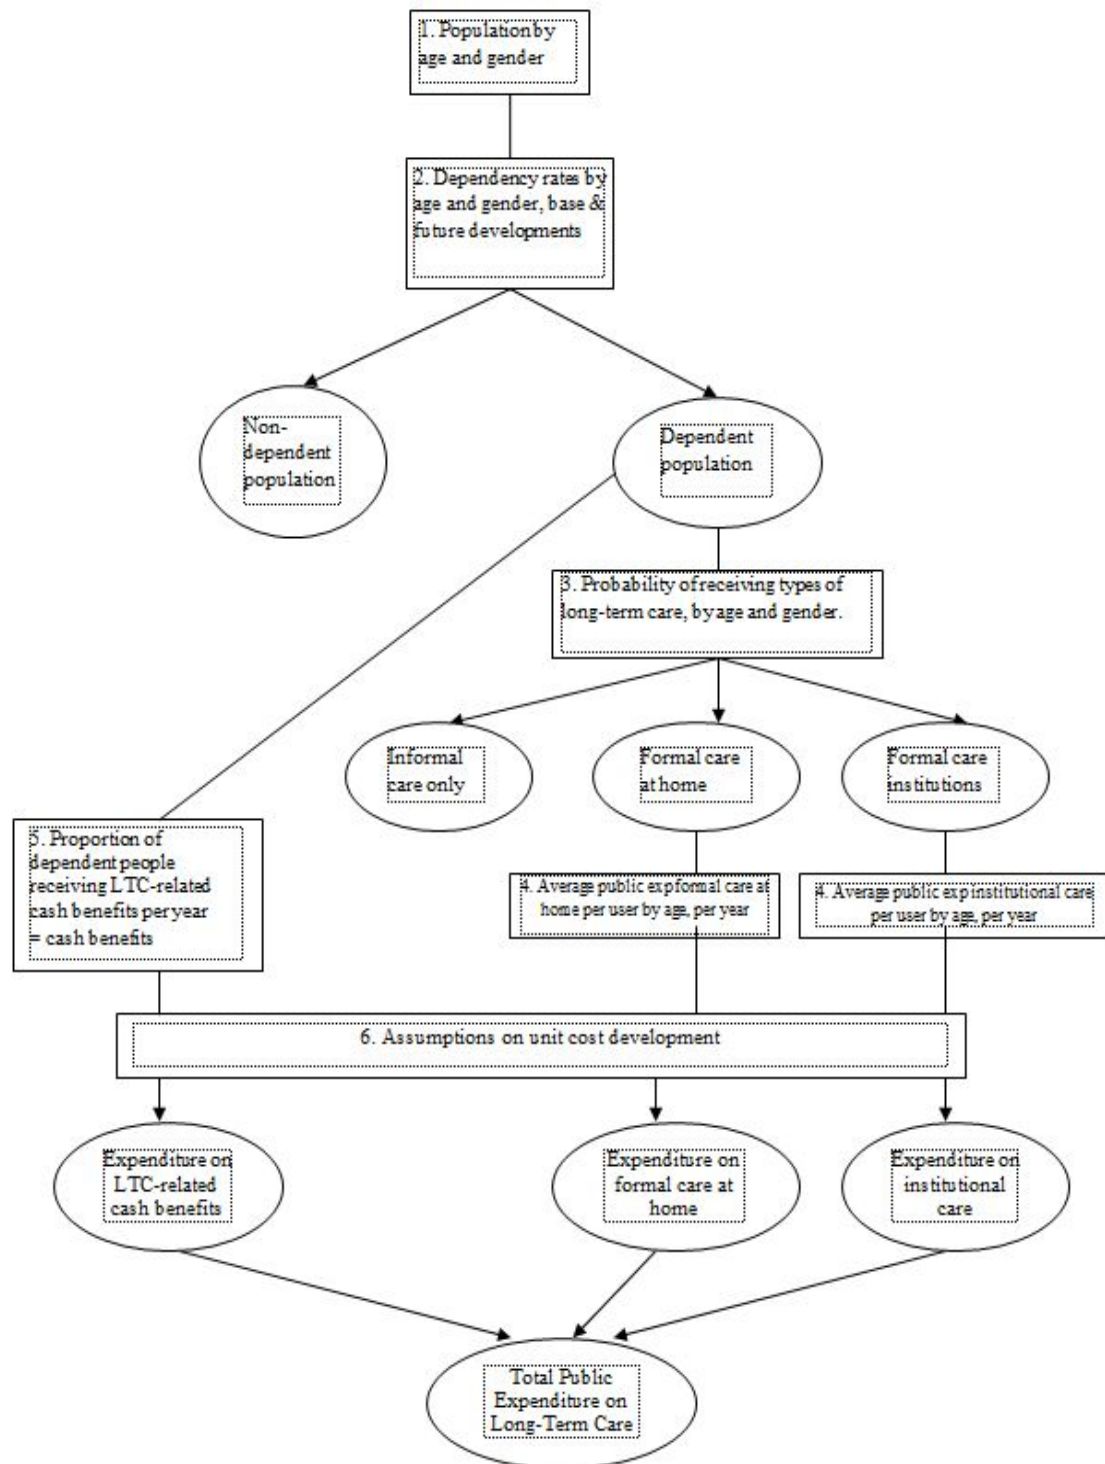 1. Population by
age and gender
2. Dependency rates by
age and gender, base &
future developments
Non-
dependent
population
Dependent
population
3. Probability of receiving types of
long-term care, by age and gender.
Informal
care only
Formal care
at home
Formal care
institutions
5. Proportion of
dependent people
receiving LTC-related
cash benefits per year
= cash benefits
4. Average public exp formal care at
home per user by age, per year
4. Average public exp institutional care
per user by age, per year
6. Assumptions on unit cost development
Expenditure on
LTC-related
cash benefits
Expenditure on
formal care at
home
Expenditure on
institutional
care
Total Public
Expenditure on
Long-Term Care